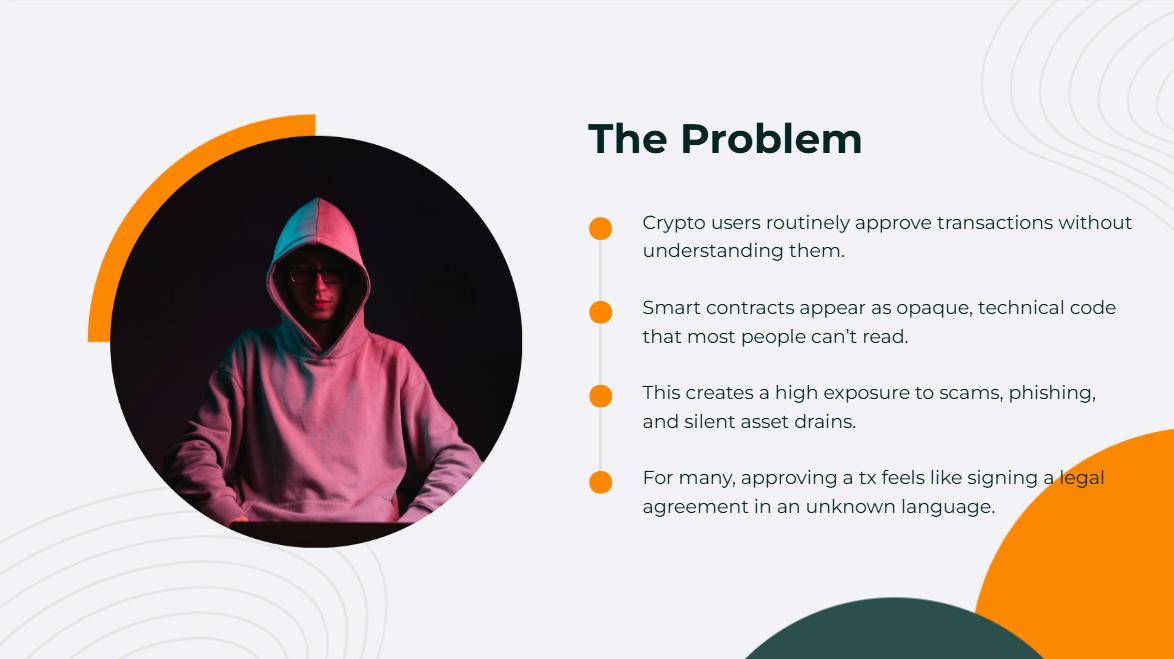 The Problem
Crypto users routinely approve transactions without
understanding them.
Smart contracts appear as opaque, technical code
that most people can’t read.
This creates a high exposure to scams, phishing,
and silent asset drains.
For many, approving a tx feels like signing a legal
agreement in an unknown language.